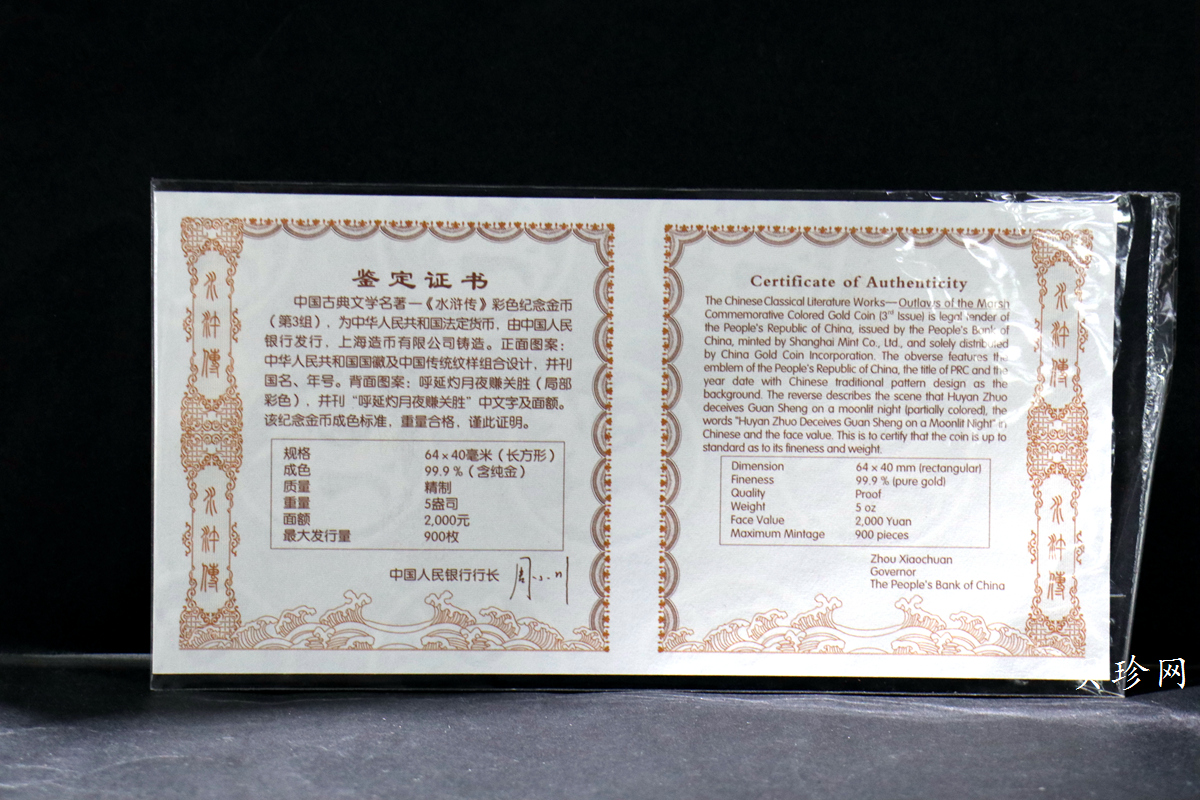 鉴定证书
中国古典文学名著—《水浒传》彩色纪念金币
（第3组），为中华人民共和国法定货币，由中国人民
银行发行，上海造币有限公司铸造。正面图案：
中华人民共和国国徽及中国传统纹样组合设计，并刊
国名、年号。背面图案：呼延灼月夜赚关胜（局部
彩色），并刊“呼延灼月夜赚关胜”中文字及面额。
该纪念金币成色标准，重量合格，谨此证明。
规格 64×40毫米（长方形）
成色 99.9％（含纯金）
质量 精制
重量 5盎司
面额 2,000元
最大发行量 900枚
中国人民银行行长 周小川
水浒傳
水浒傳
Certificate of Authenticity
The Chinese Classical Literature Works—Outlaws of the Marsh
Commemorative Colored Gold Coin (3rd Issue) is legal tender of
the People's Republic of China, issued by the People's Bank of
China, minted by Shanghai Mint Co., Ltd., and solely distributed
by China Gold Coin Incorporation. The obverse features the
emblem of the People's Republic of China, the title of PRC and the
year date with Chinese traditional pattern design as the
background. The reverse describes the scene that Huyan Zhuo
deceives Guan Sheng on a moonlit night (partially colored), the
words "Huyan Zhuo Deceives Guan Sheng on a Moonlit Night" in
Chinese and the face value. This is to certify that the coin is up to
standard as to its fineness and weight.
Dimension 64 × 40 mm (rectangular)
Fineness 99.9 % (pure gold)
Quality Proof
Weight 5 oz
Face Value 2,000 Yuan
Maximum Mintage 900 pieces
Zhou Xiaochuan
Governor
The People's Bank of China
水浒傳
水浒傳
珍网